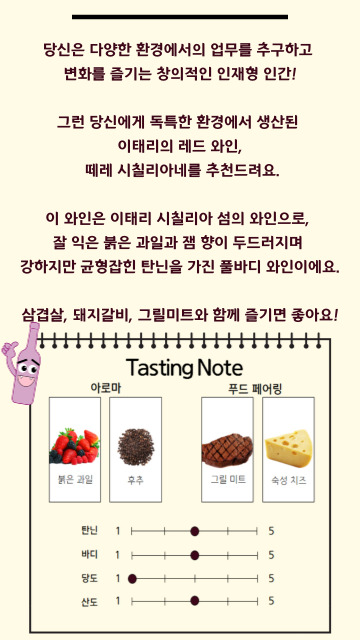 당신은 다양한 환경에서의 업무를 추구하고
변화를 즐기는 창의적인 인재형 인간!
그런 당신에게 독특한 환경에서 생산된
이태리의 레드 와인,
떼레 시칠리아네를 추천드려요.
이 와인은 이태리 시칠리아 섬의 와인으로,
잘 익은 붉은 과일과 잼 향이 두드러지며
강하지만 균형잡힌 탄닌을 가진 풀바디 와인이에요.
삼겹살, 돼지갈비, 그릴미트와 함께 즐기면 좋아요!
Tasting Note
아로마 푸드 페어링
붉은 과일 후추 그릴 미트 숙성 치즈
탄닌 1 5
바디 1 5
당도 1 5
산도 1 5